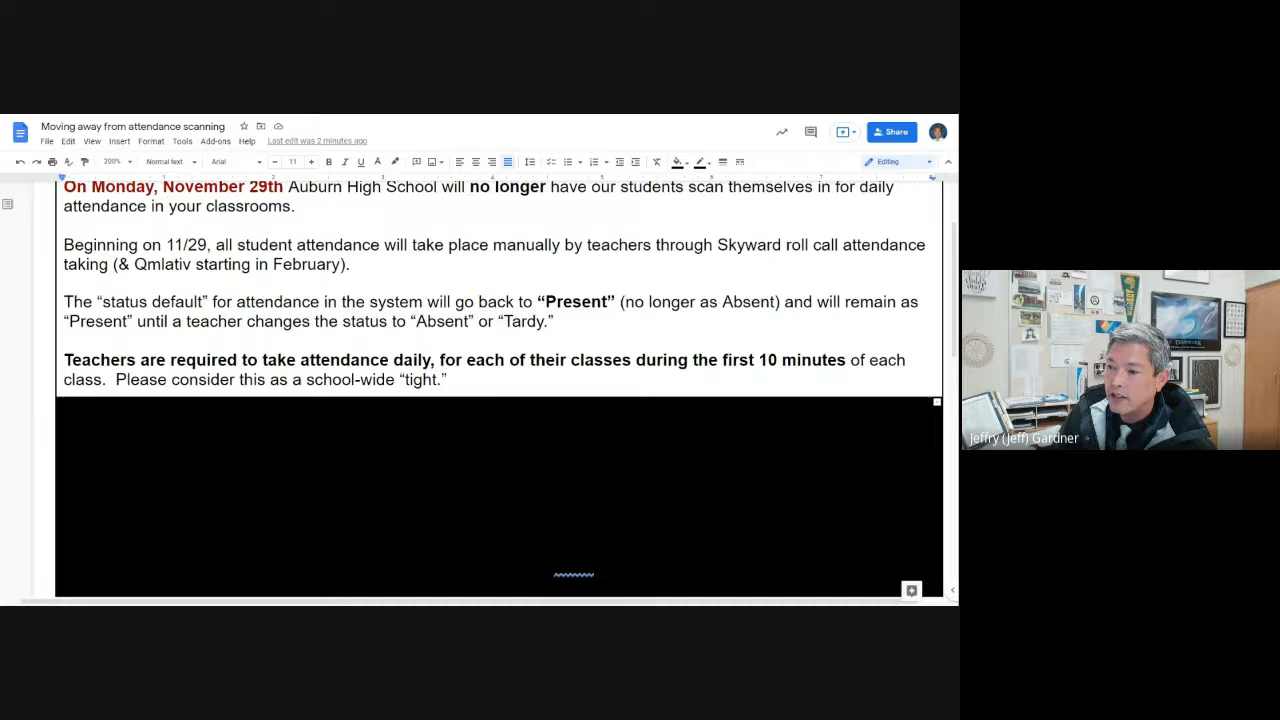 Moving away from attendance scanning
File Edit View Insert Format Tools Add-ons Help Last edit was 2 minutes ago
Share
200% Normal text Arial 11 Editing
On Monday, November 29th Auburn High School will no longer have our students scan themselves in for daily
attendance in your classrooms.
Beginning on 11/29, all student attendance will take place manually by teachers through Skyward roll call attendance
taking (& Qmlativ starting in February).
The “status default” for attendance in the system will go back to “Present” (no longer as Absent) and will remain as
“Present” until a teacher changes the status to “Absent” or “Tardy.”
Teachers are required to take attendance daily, for each of their classes during the first 10 minutes of each
class. Please consider this as a school-wide “tight.”
Jeffry (Jeff) Gardner